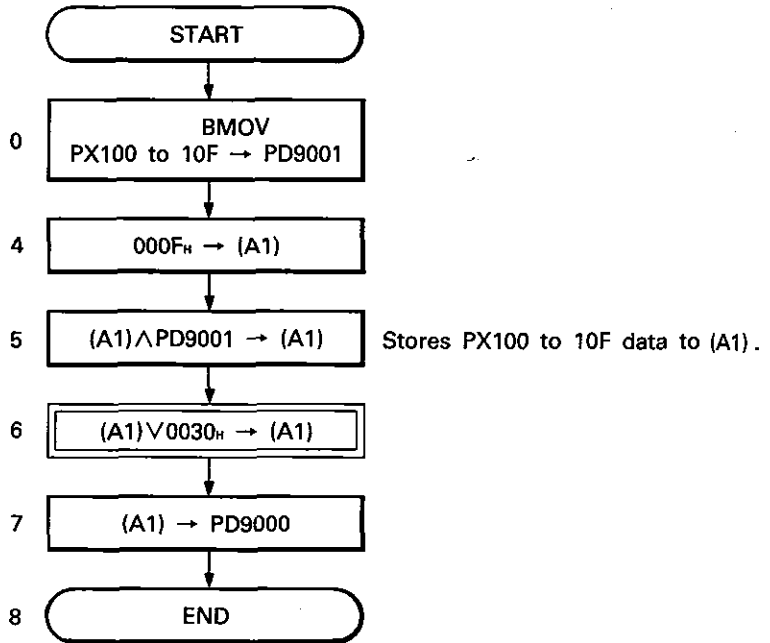 START
0
BMOV
PX100 to 10F → PD9001
4
000FH → (A1)
5
(A1)∧PD9001 → (A1)
Stores PX100 to 10F data to (A1).
6
(A1)∨0030H → (A1)
7
(A1) → PD9000
8
END